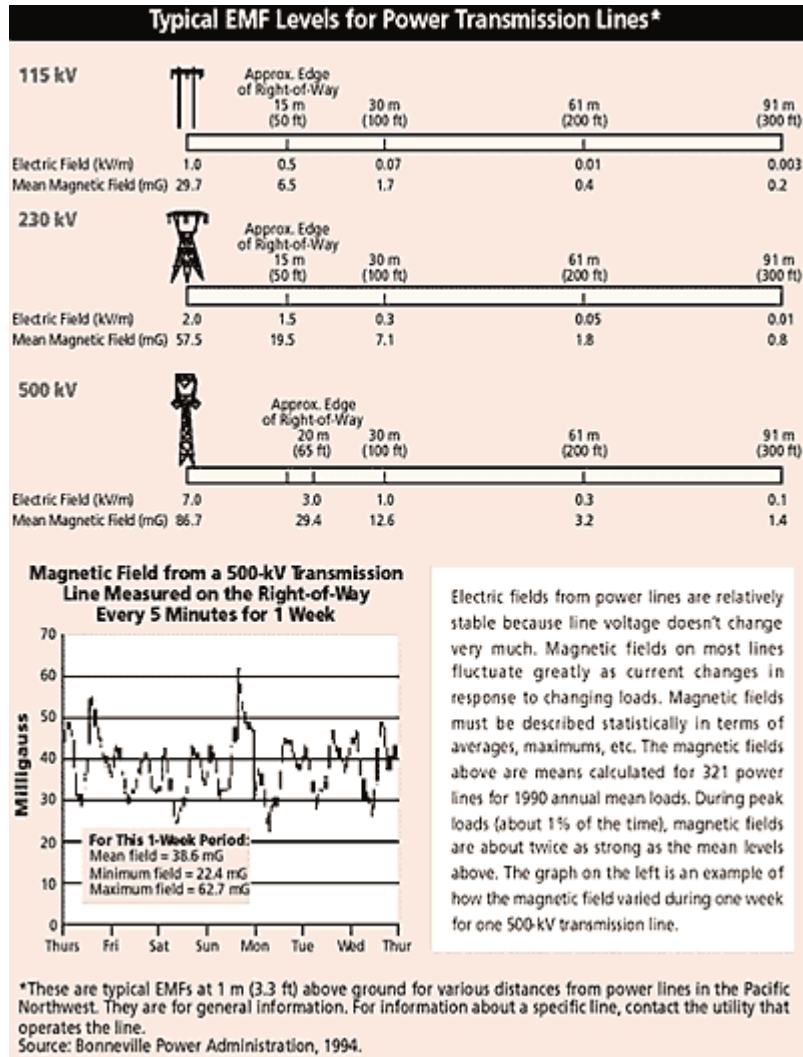 Typical EMF Levels for Power Transmission Lines*
115 kV
Approx. Edge
of Right-of-Way
15 m 30 m 61 m 91 m
(50 ft) (100 ft) (200 ft) (300 ft)
Electric Field (kV/m) 1.0 0.5 0.07 0.01 0.003
Mean Magnetic Field (mG) 29.7 6.5 1.7 0.4 0.2
230 kV
Approx. Edge
of Right-of-Way
15 m 30 m 61 m 91 m
(50 ft) (100 ft) (200 ft) (300 ft)
Electric Field (kV/m) 2.0 1.5 0.3 0.05 0.01
Mean Magnetic Field (mG) 57.5 19.5 7.1 1.8 0.8
500 kV
Approx. Edge
of Right-of-Way
20 m 30 m 61 m 91 m
(65 ft) (100 ft) (200 ft) (300 ft)
Electric Field (kV/m) 7.0 3.0 1.0 0.3 0.1
Mean Magnetic Field (mG) 86.7 29.4 12.6 3.2 1.4
Magnetic Field from a 500-kV Transmission
Line Measured on the Right-of-Way
Every 5 Minutes for 1 Week
70
60
50
40
30
20
10
0
Milligauss
For This 1-Week Period:
Mean field = 38.6 mG
Minimum field = 22.4 mG
Maximum field = 62.7 mG
Thurs Fri Sat Sun Mon Tue Wed Thur
Electric fields from power lines are relatively
stable because line voltage doesn't change
very much. Magnetic fields on most lines
fluctuate greatly as current changes in
response to changing loads. Magnetic fields
must be described statistically in terms of
averages, maximums, etc. The magnetic fields
above are means calculated for 321 power
lines for 1990 annual mean loads. During peak
loads (about 1% of the time), magnetic fields
are about twice as strong as the mean levels
above. The graph on the left is an example of
how the magnetic field varied during one week
for one 500-kV transmission line.
*These are typical EMFs at 1 m (3.3 ft) above ground for various distances from power lines in the Pacific
Northwest. They are for general information. For information about a specific line, contact the utility that
operates the line.
Source: Bonneville Power Administration, 1994.